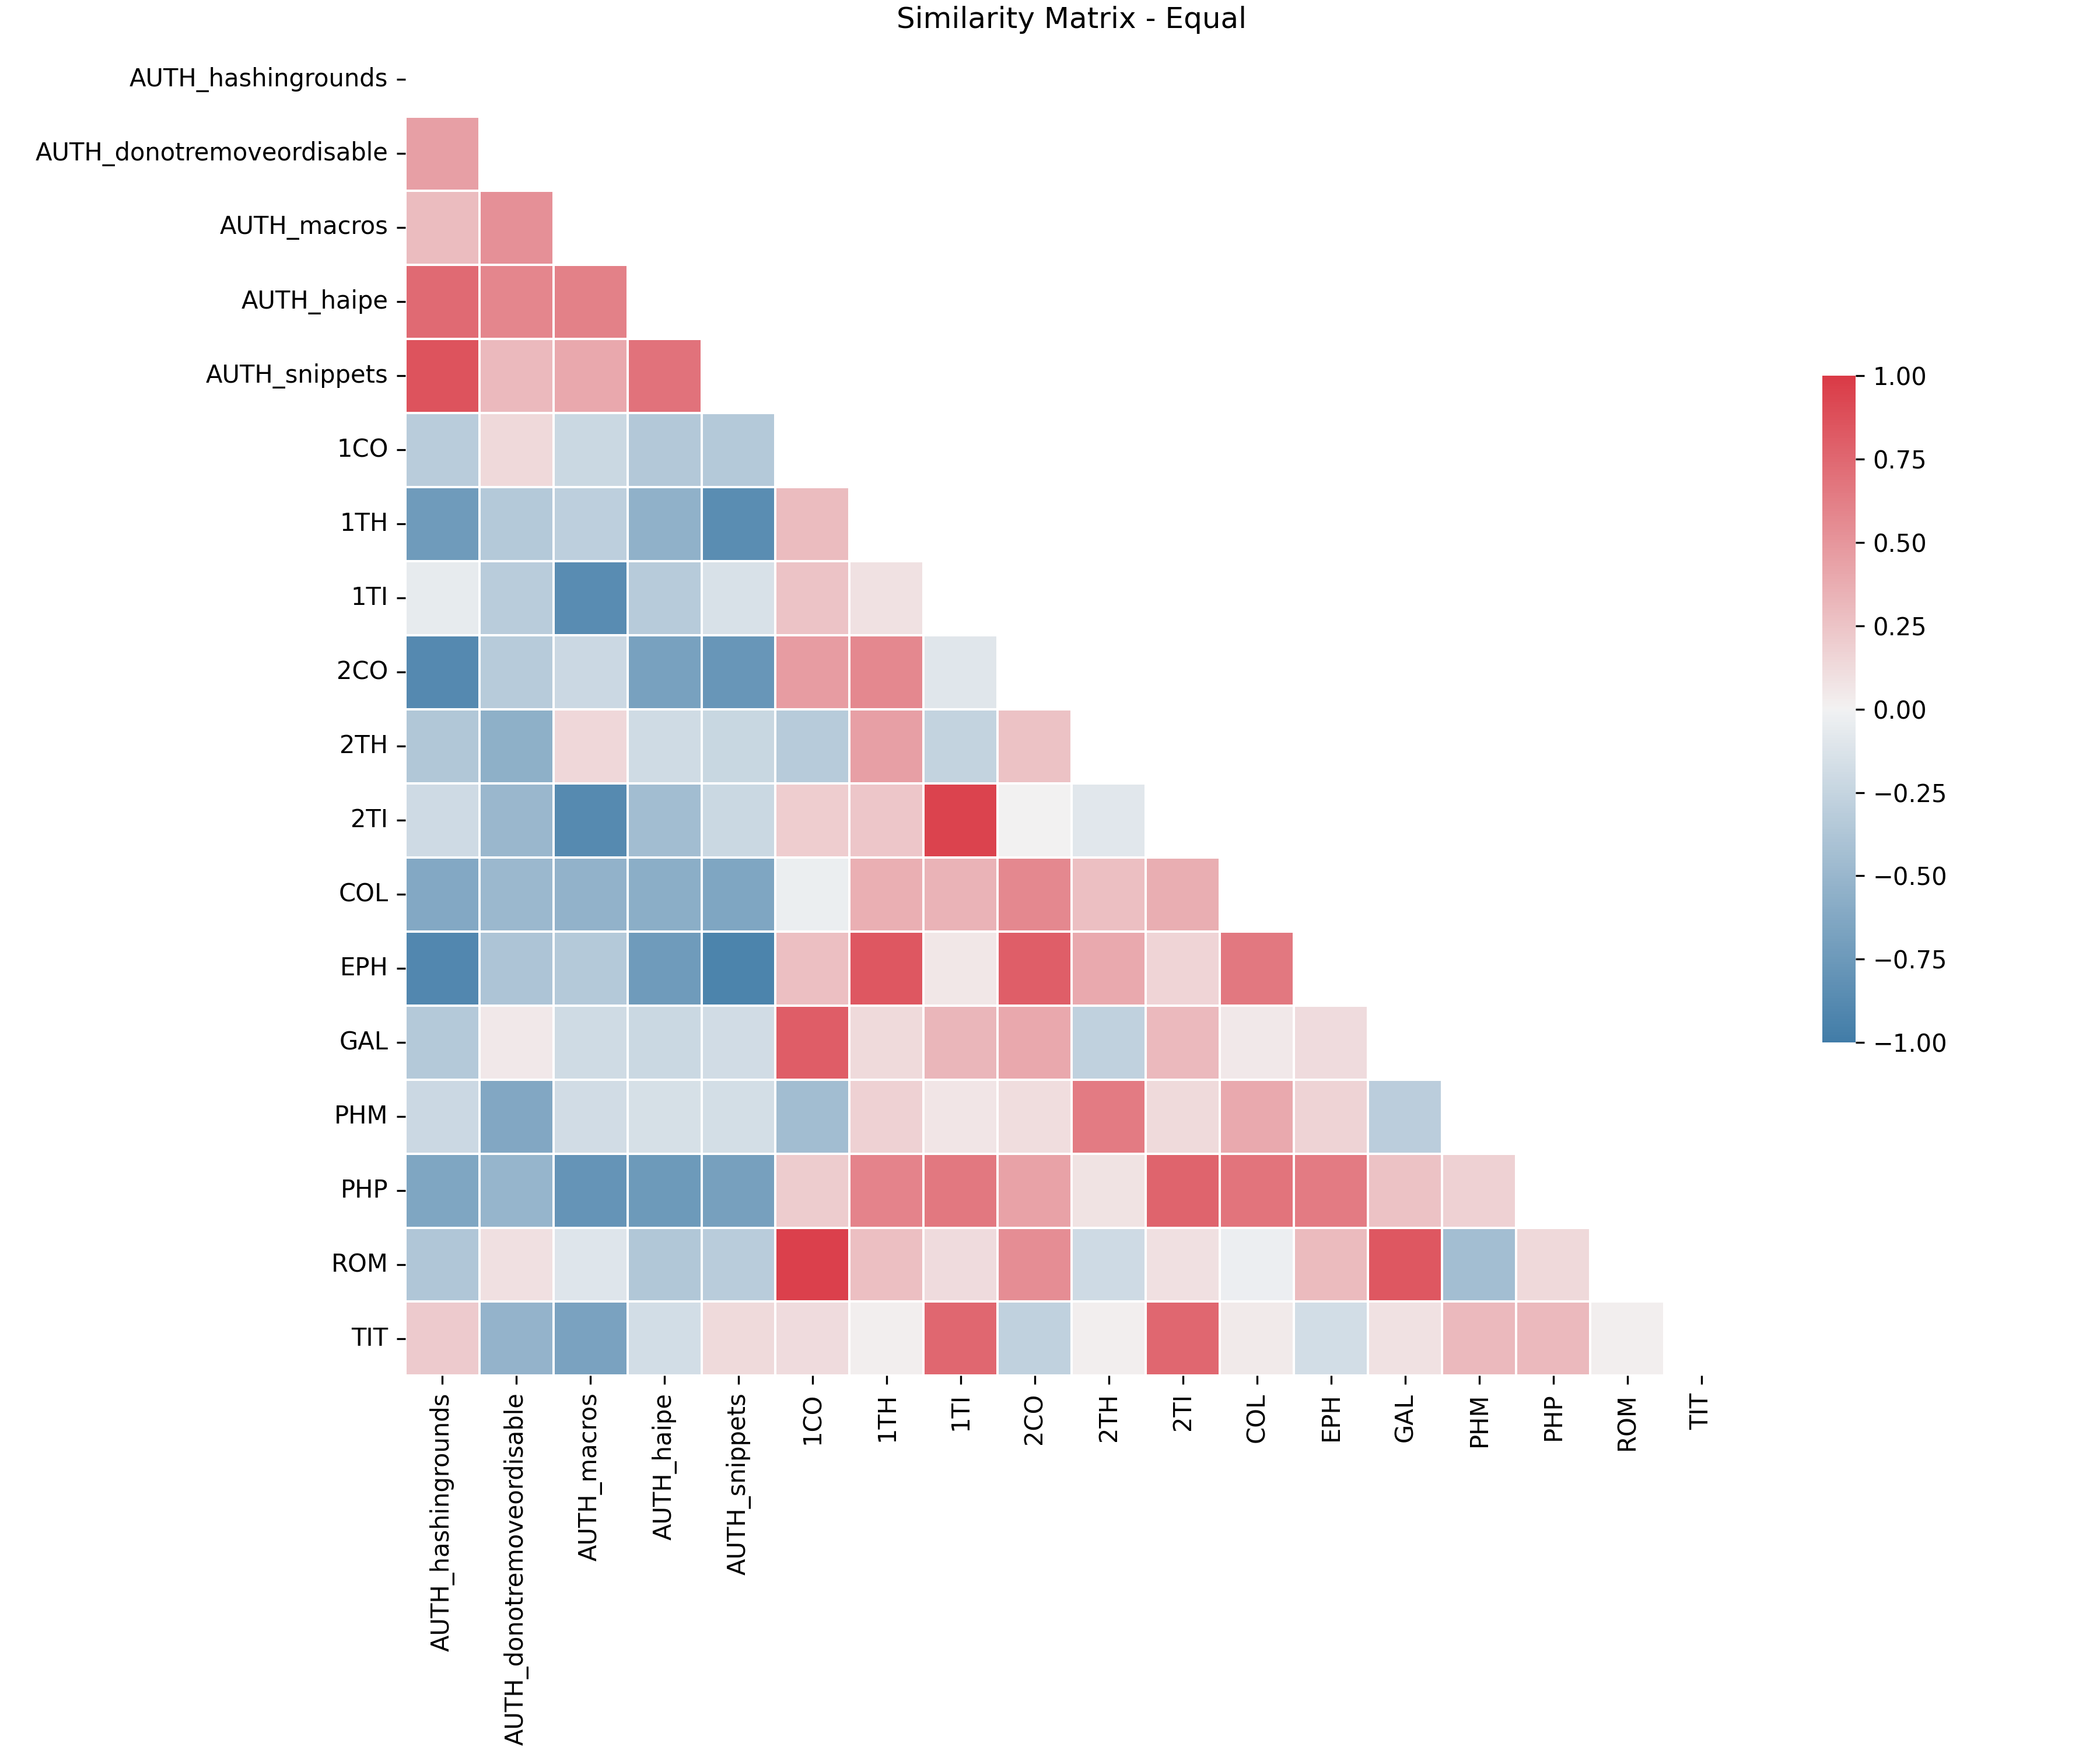 Similarity Matrix - Equal
AUTH_hashingrounds
AUTH_donotremoveordisable
AUTH_macros
AUTH_haipe
AUTH_snippets
1CO
1TH
1TI
2CO
2TH
2TI
COL
EPH
GAL
PHM
PHP
ROM
TIT
AUTH_hashingrounds
AUTH_donotremoveordisable
AUTH_macros
AUTH_haipe
AUTH_snippets
1CO
1TH
1TI
2CO
2TH
2TI
COL
EPH
GAL
PHM
PHP
ROM
TIT
1.00
0.75
0.50
0.25
0.00
−0.25
−0.50
−0.75
−1.00